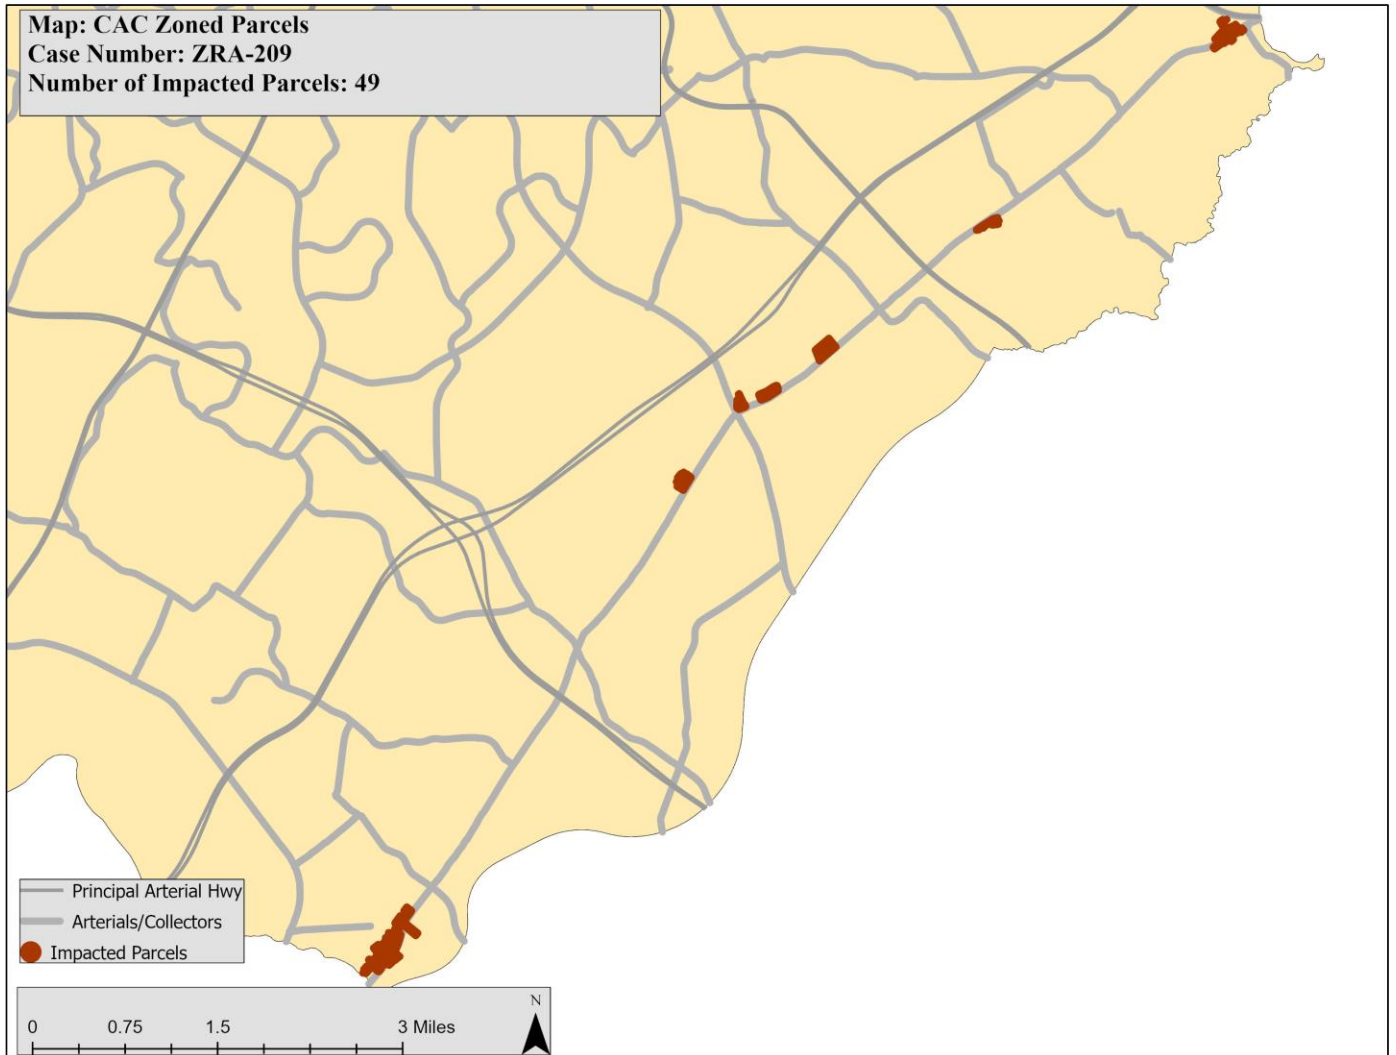 Map: CAC Zoned Parcels
Case Number: ZRA-209
Number of Impacted Parcels: 49
Principal Arterial Hwy
Arterials/Collectors
Impacted Parcels
N
0 0.75 1.5 3 Miles